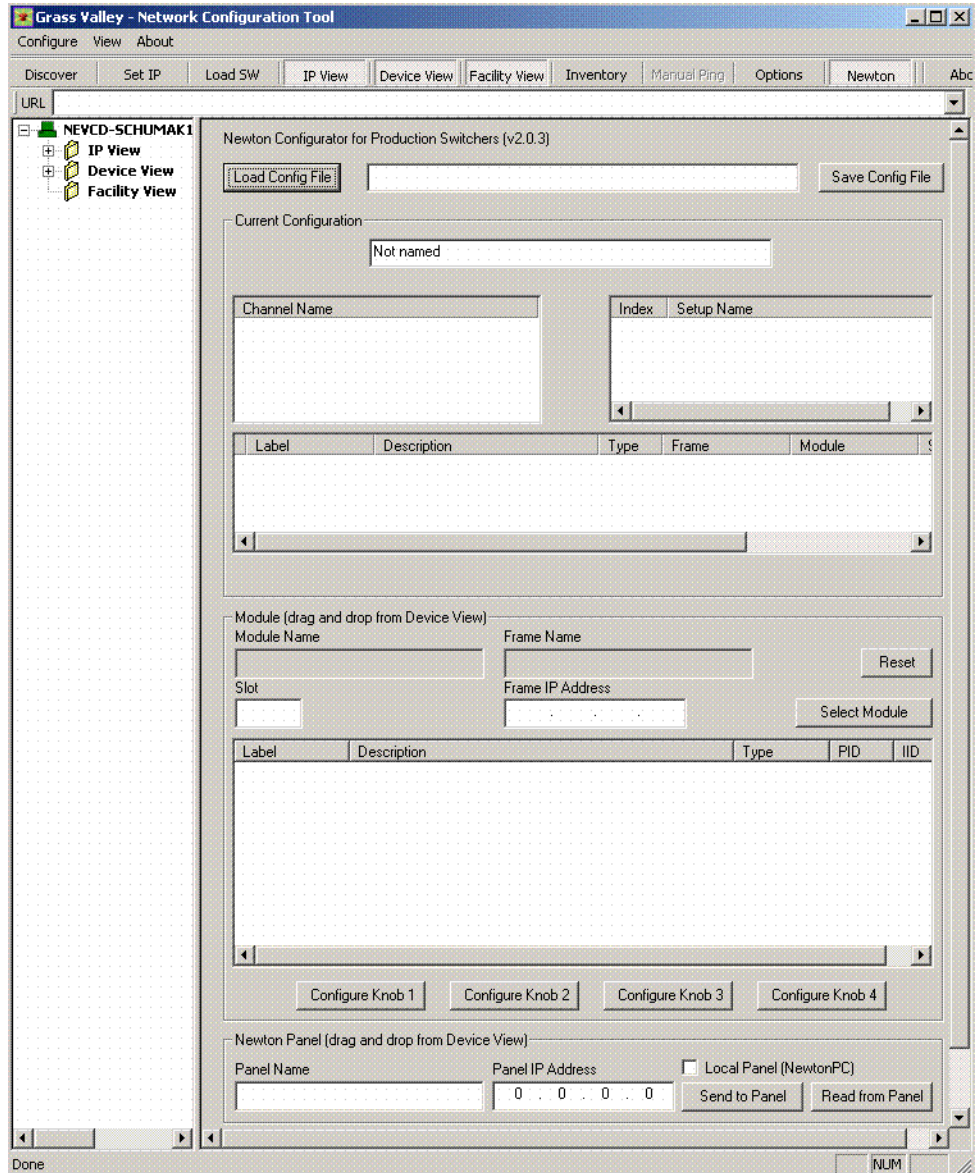 Grass Valley - Network Configuration Tool
Configure View About
Discover Set IP Load SW IP View Device View Facility View Inventory Manual Ping Options Newton Abc
URL
NEVCD-SCHUMAK1
IP View
Device View
Facility View
Newton Configurator for Production Switchers (v2.0.3)
Load Config File Save Config File
Current Configuration
Not named
Channel Name Index Setup Name
Label Description Type Frame Module
Module (drag and drop from Device View)
Module Name Frame Name
Reset
Slot Frame IP Address
. . .
Select Module
Label Description Type PID IID
Configure Knob 1 Configure Knob 2 Configure Knob 3 Configure Knob 4
Newton Panel (drag and drop from Device View)
Panel Name Panel IP Address Local Panel (NewtonPC)
0 . 0 . 0 . 0 Send to Panel Read from Panel
Done NUM